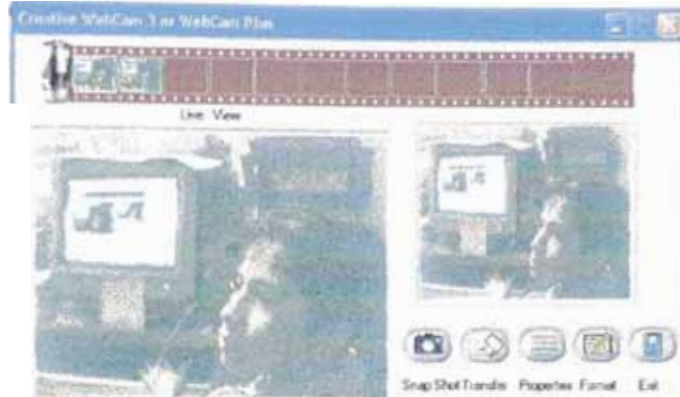 Creative WebCam 3 or WebCam Plus
Live View
Snap Shot Transfer Properties Format Exit